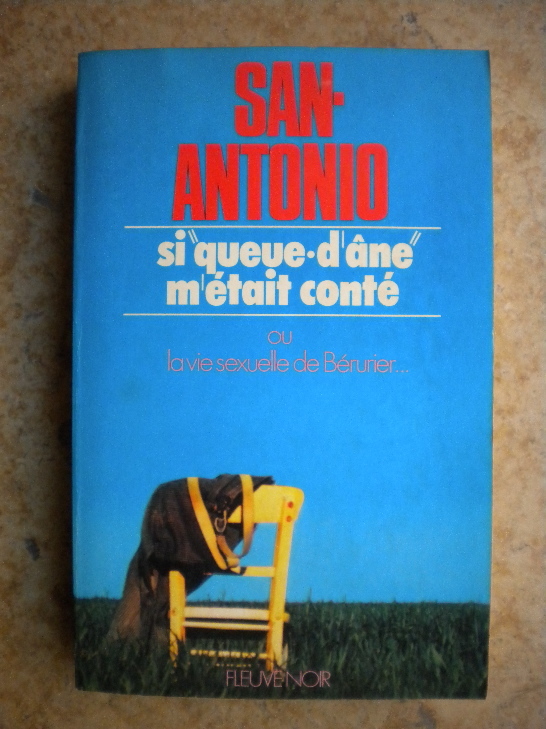 SAN-
ANTONIO
si "queue·d'âne"
m'était conté
ou
la vie sexuelle de Bérurier...
FLEUVE NOIR